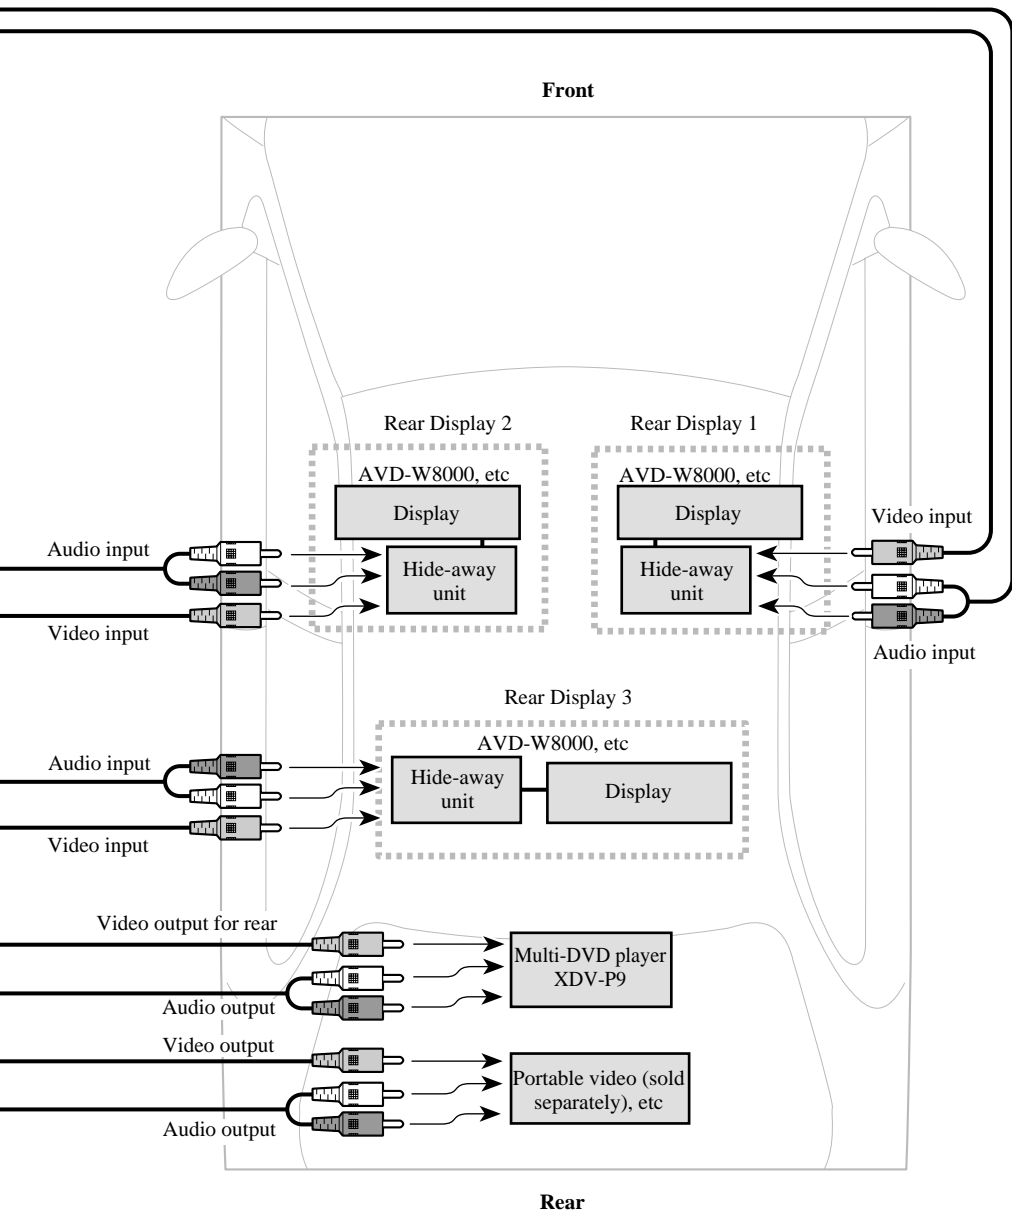 Front
Rear Display 2
Rear Display 1
AVD-W8000, etc
AVD-W8000, etc
Display
Display
Video input
Audio input
Hide-away
unit
Hide-away
unit
Video input
Audio input
Rear Display 3
AVD-W8000, etc
Audio input
Hide-away
unit
Display
Video input
Video output for rear
Multi-DVD player
XDV-P9
Audio output
Video output
Portable video (sold
separately), etc
Audio output
Rear